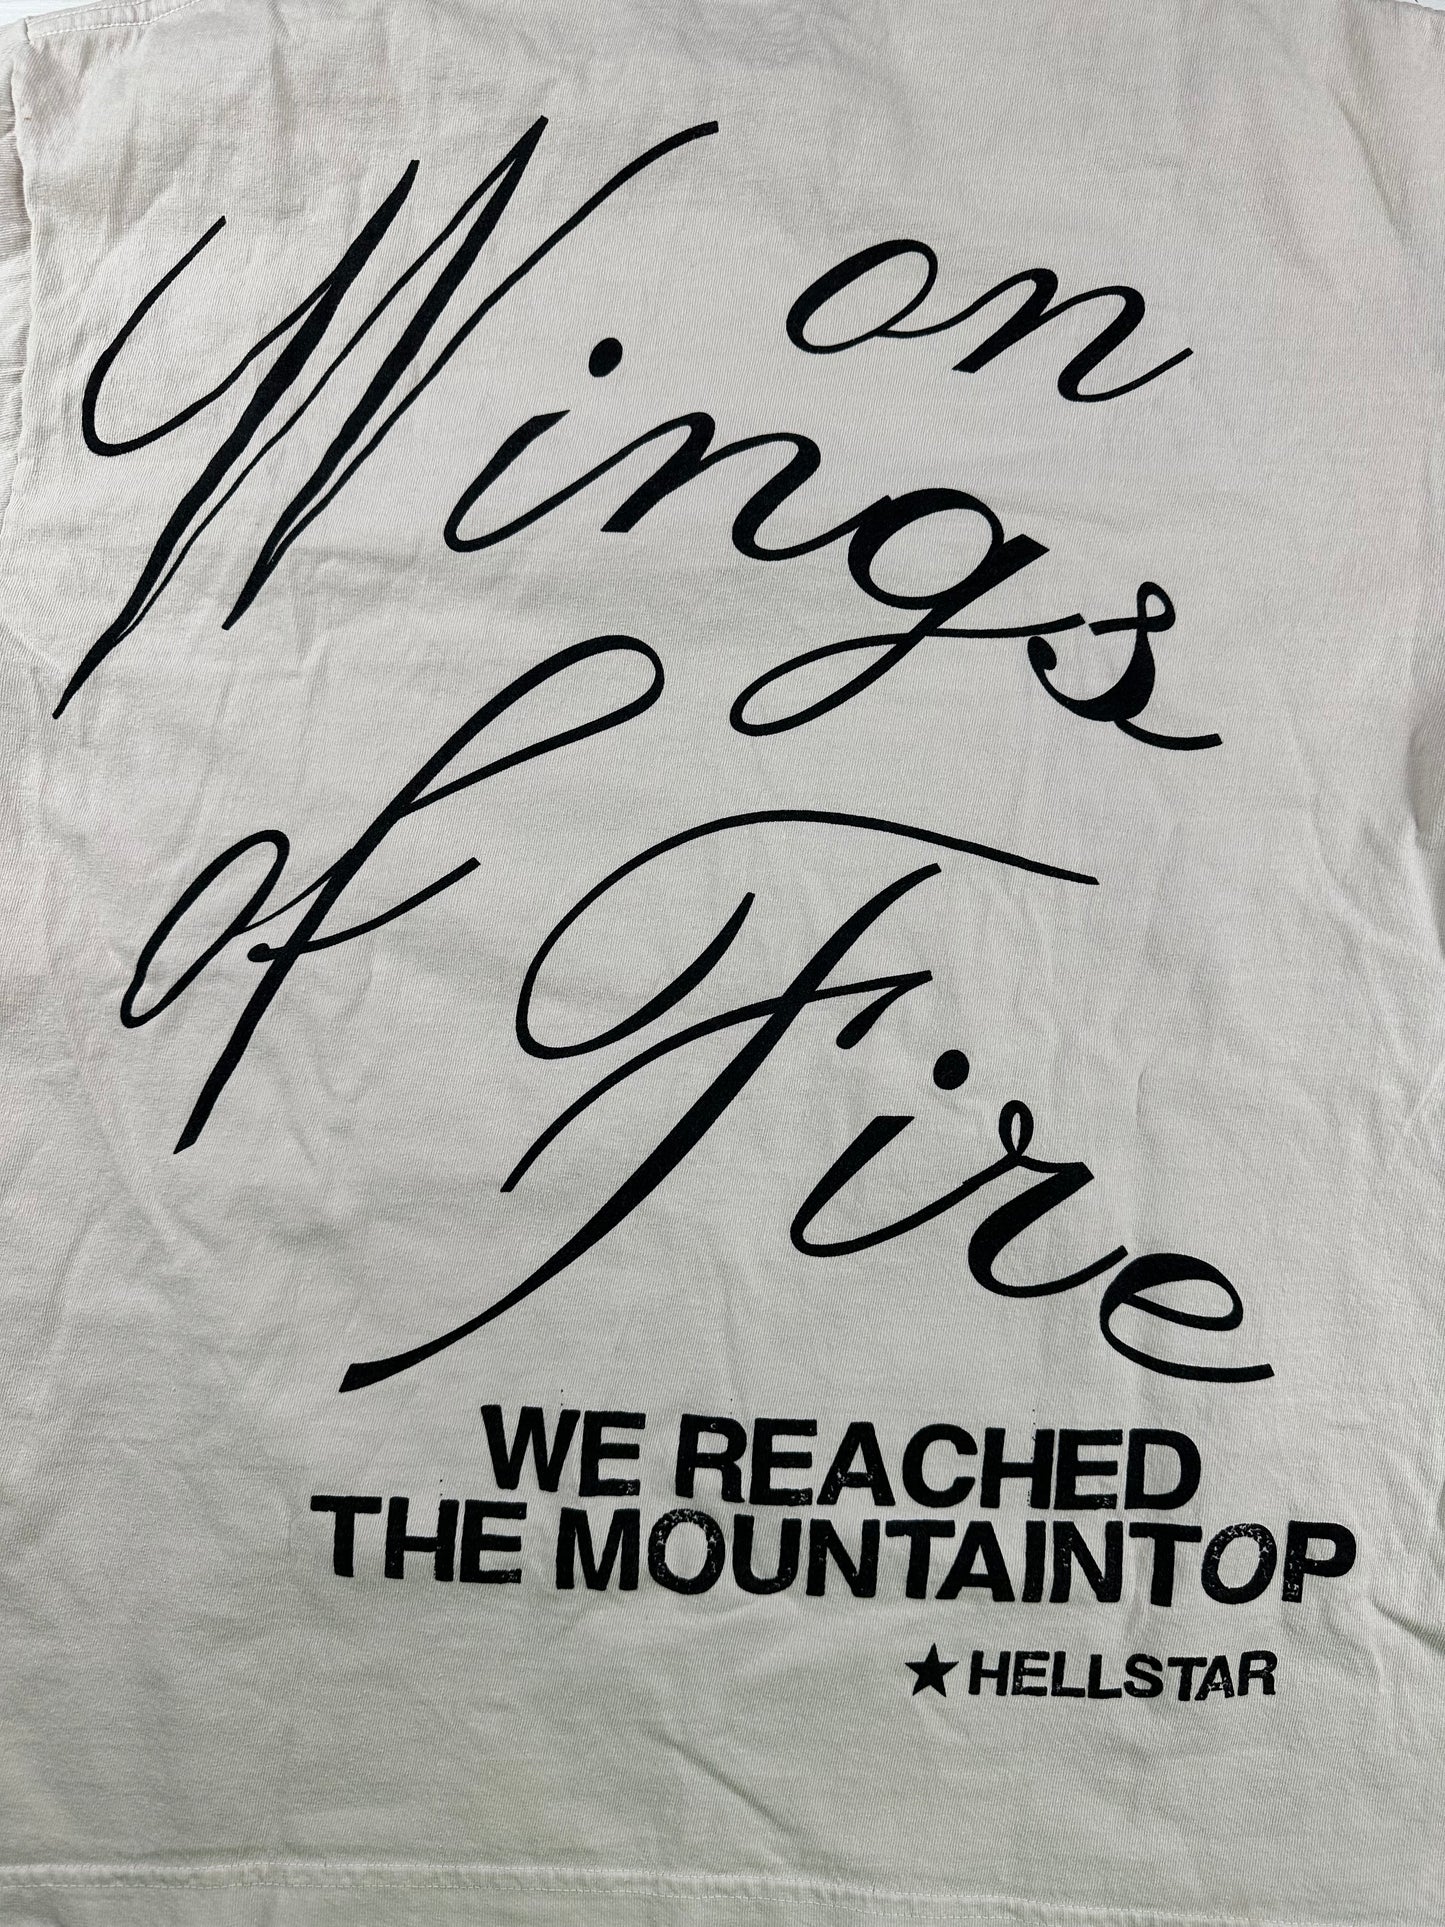 on
Wings
of Fire
WE REACHED
THE MOUNTAINTOP
★HELLSTAR